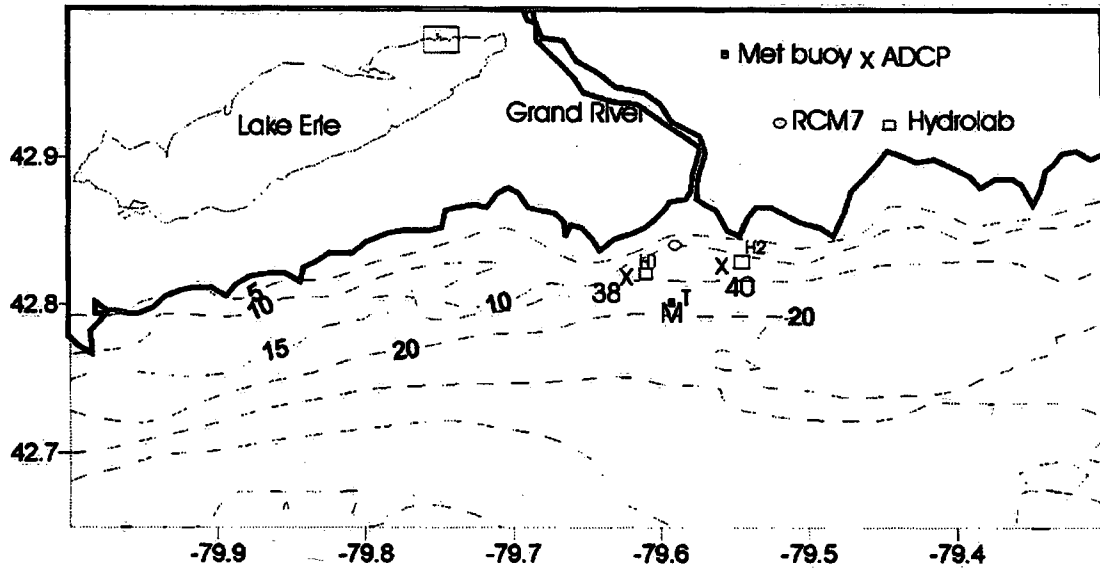 Met buoy x ADCP
Lake Erie
Grand River
RCM7
Hydrolab
42.9
H1
H2
5
10
10
38
40
42.8
T
M
20
15
20
42.7
-79.9
-79.8
-79.7
-79.6
-79.5
-79.4